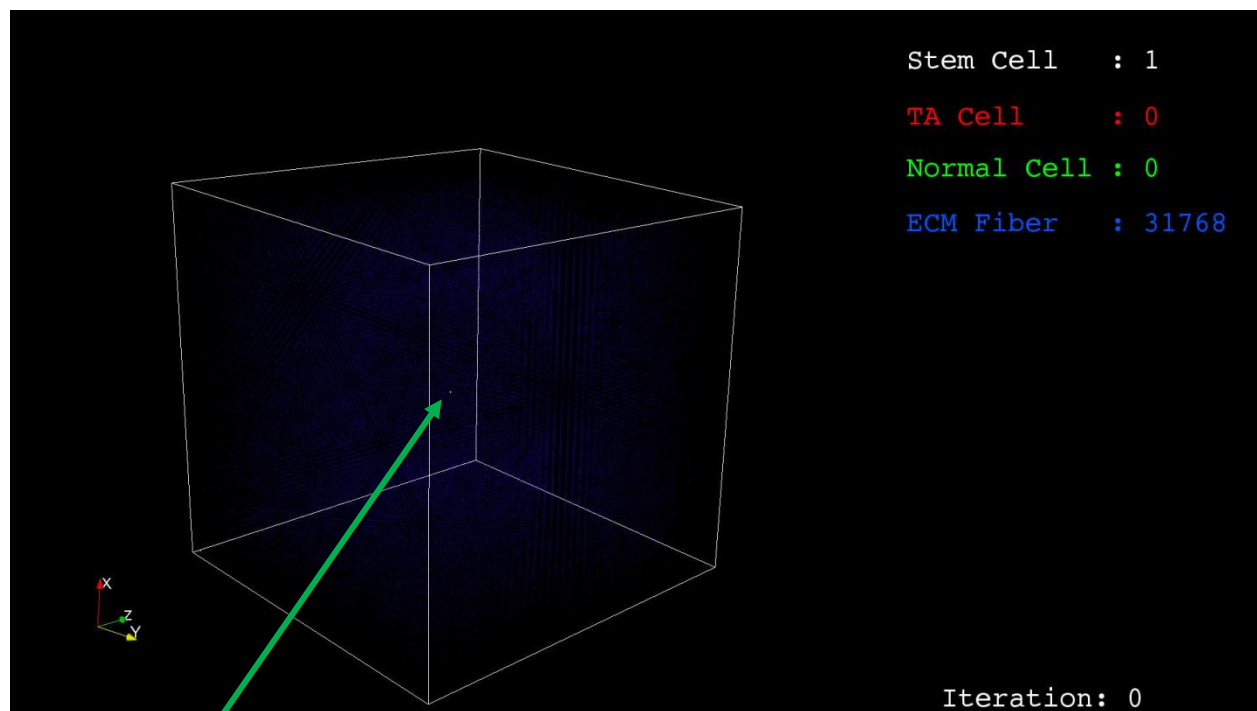 Stem Cell : 1
TA Cell : 0
Normal Cell : 0
ECM Fiber : 31768
X
Z
Y
Iteration: 0